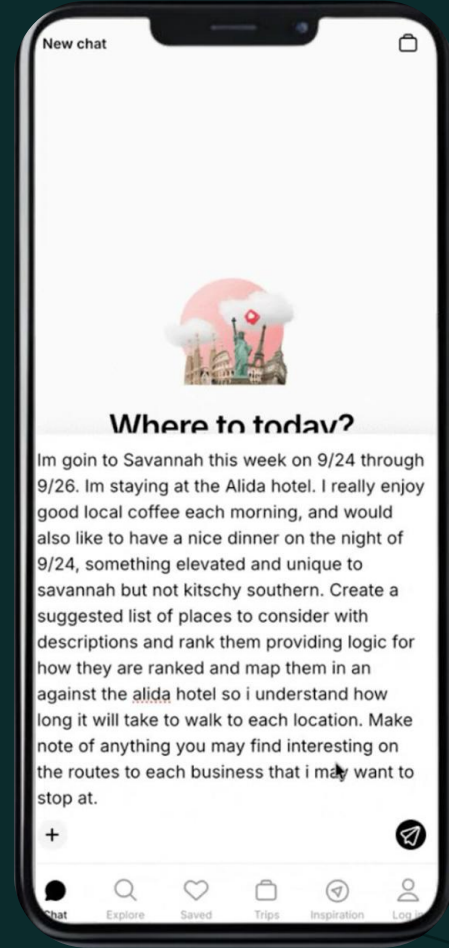 New chat
Where to today?
Im goin to Savannah this week on 9/24 through
9/26. Im staying at the Alida hotel. I really enjoy
good local coffee each morning, and would
also like to have a nice dinner on the night of
9/24, something elevated and unique to
savannah but not kitschy southern. Create a
suggested list of places to consider with
descriptions and rank them providing logic for
how they are ranked and map them in an
against the alida hotel so i understand how
long it will take to walk to each location. Make
note of anything you may find interesting on
the routes to each business that i may want to
stop at.
Chat Explore Saved Trips Inspiration Log in